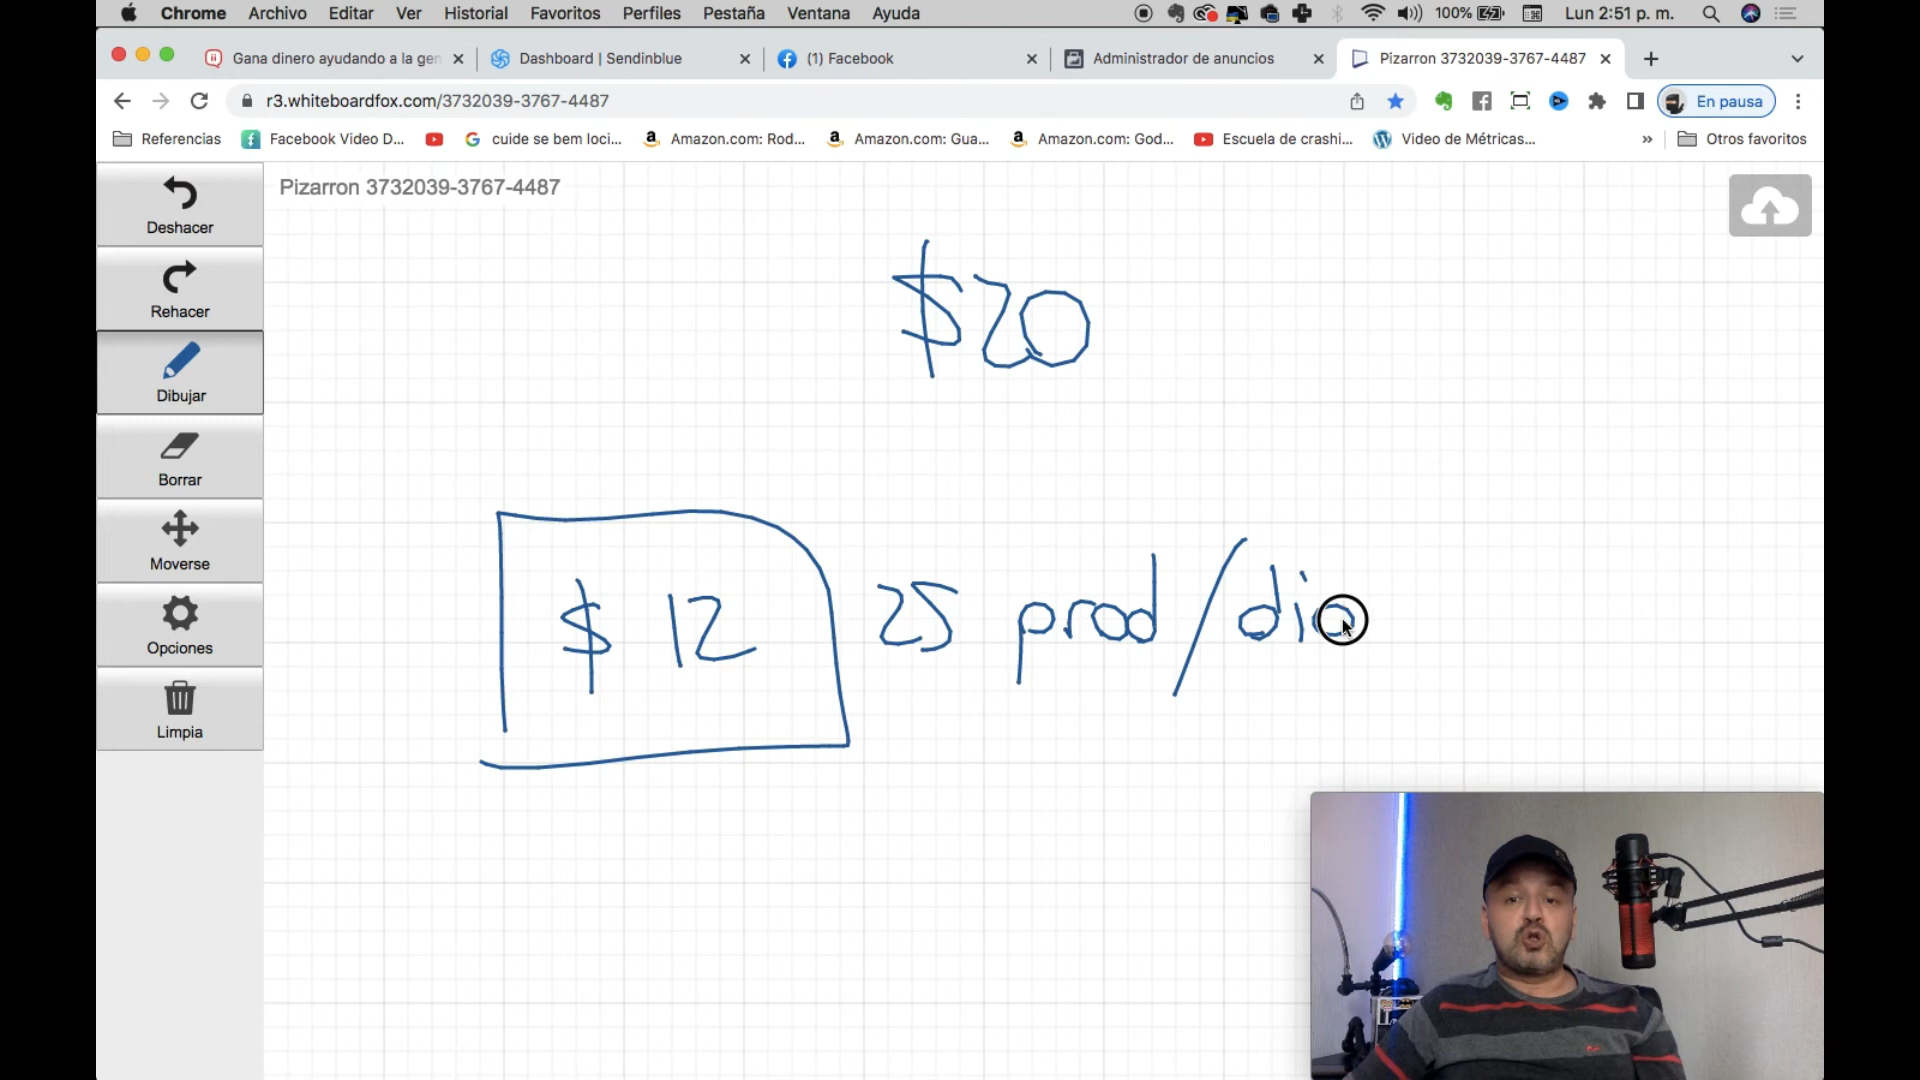 Chrome Archivo Editar Ver Historial Favoritos Perfiles Pestaña Ventana Ayuda 100% Lun 2:51 p. m.
Gana dinero ayudando a la gen Dashboard | Sendinblue (1) Facebook Administrador de anuncios Pizarron 3732039-3767-4487
r3.whiteboardfox.com/3732039-3767-4487 En pausa
Referencias Facebook Video D... cuide se bem loci... Amazon.com: Rod... Amazon.com: Gua... Amazon.com: God... Escuela de crashi... Video de Métricas... » Otros favoritos
Pizarron 3732039-3767-4487
Deshacer
Rehacer
Dibujar
Borrar
Moverse
Opciones
Limpia
$20
$ 12 25 prod/dia